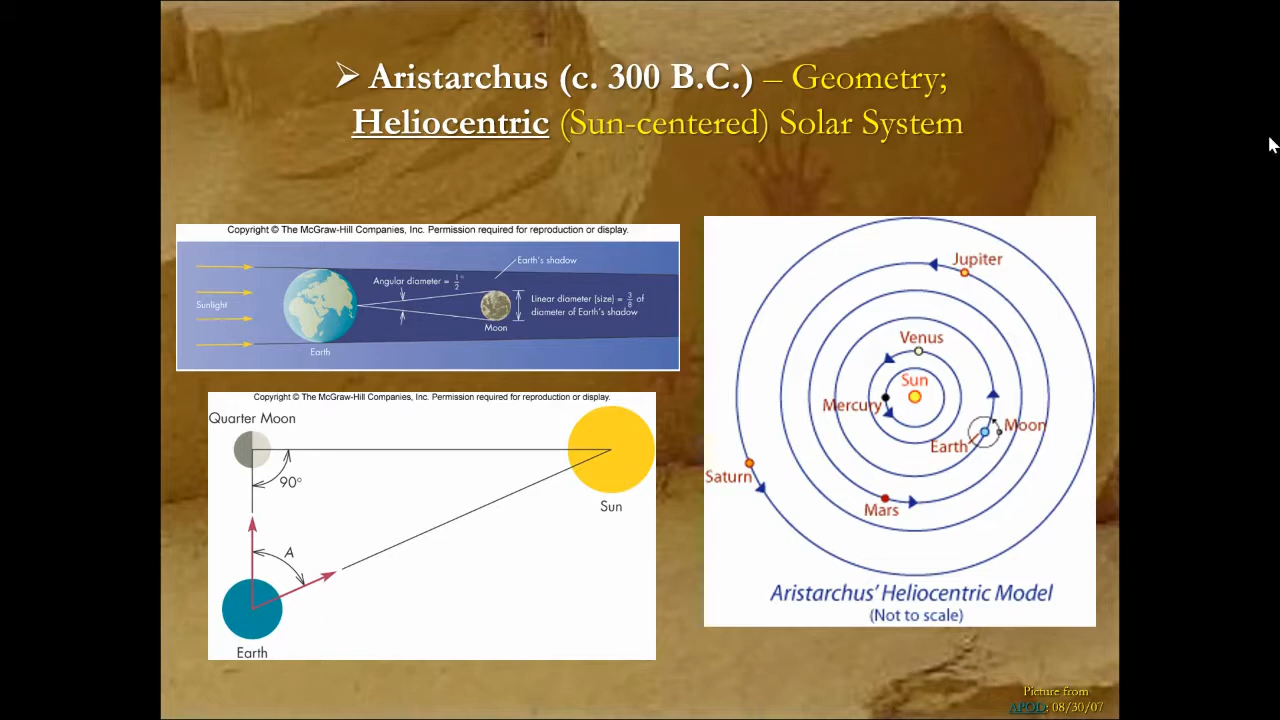 ➢ Aristarchus (c. 300 B.C.) – Geometry;
Heliocentric (Sun-centered) Solar System
Copyright © The McGraw-Hill Companies, Inc. Permission required for reproduction or display.
Earth's shadow
Angular diameter = 1/2°
Sunlight
Linear diameter (size) = 3/8 of
diameter of Earth's shadow
Moon
Earth
Copyright © The McGraw-Hill Companies, Inc. Permission required for reproduction or display.
Quarter Moon
90°
Sun
A
Earth
Jupiter
Venus
Sun
Mercury
Moon
Earth
Saturn
Mars
Aristarchus' Heliocentric Model
(Not to scale)
Picture from
APOD: 08/30/07